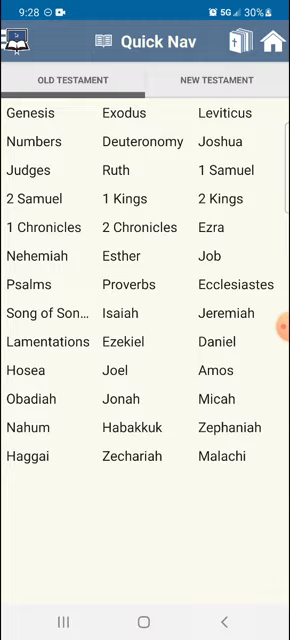 9:28 5G 30%
Quick Nav
OLD TESTAMENT NEW TESTAMENT
Genesis Exodus Leviticus
Numbers Deuteronomy Joshua
Judges Ruth 1 Samuel
2 Samuel 1 Kings 2 Kings
1 Chronicles 2 Chronicles Ezra
Nehemiah Esther Job
Psalms Proverbs Ecclesiastes
Song of Son... Isaiah Jeremiah
Lamentations Ezekiel Daniel
Hosea Joel Amos
Obadiah Jonah Micah
Nahum Habakkuk Zephaniah
Haggai Zechariah Malachi